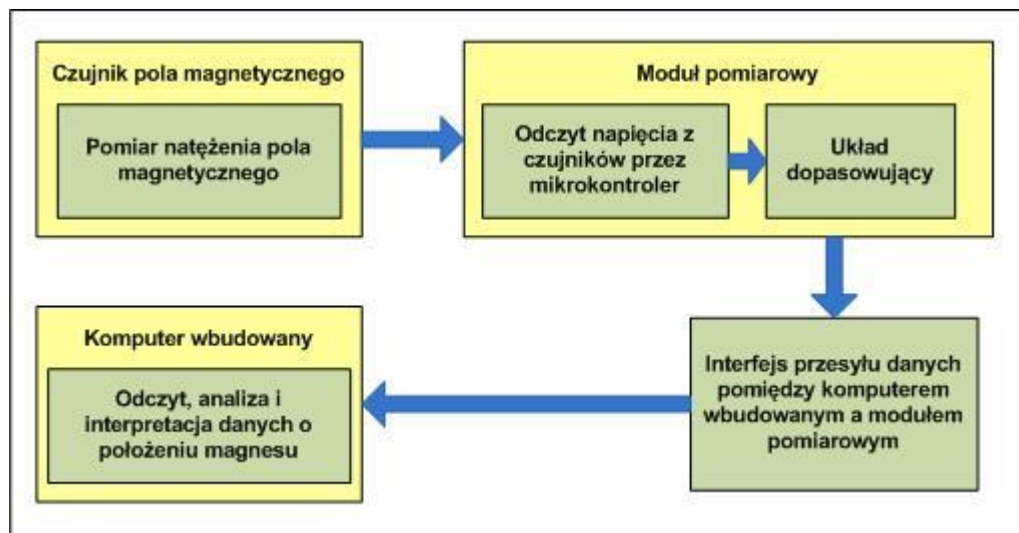 Czujnik pola magnetycznego
Pomiar natężenia pola
magnetycznego
Moduł pomiarowy
Odczyt napięcia z
czujników przez
mikrokontroler
Układ
dopasowujący
Interfejs przesyłu danych
pomiędzy komputerem
wbudowanym a modułem
pomiarowym
Komputer wbudowany
Odczyt, analiza i
interpretacja danych o
położeniu magnesu